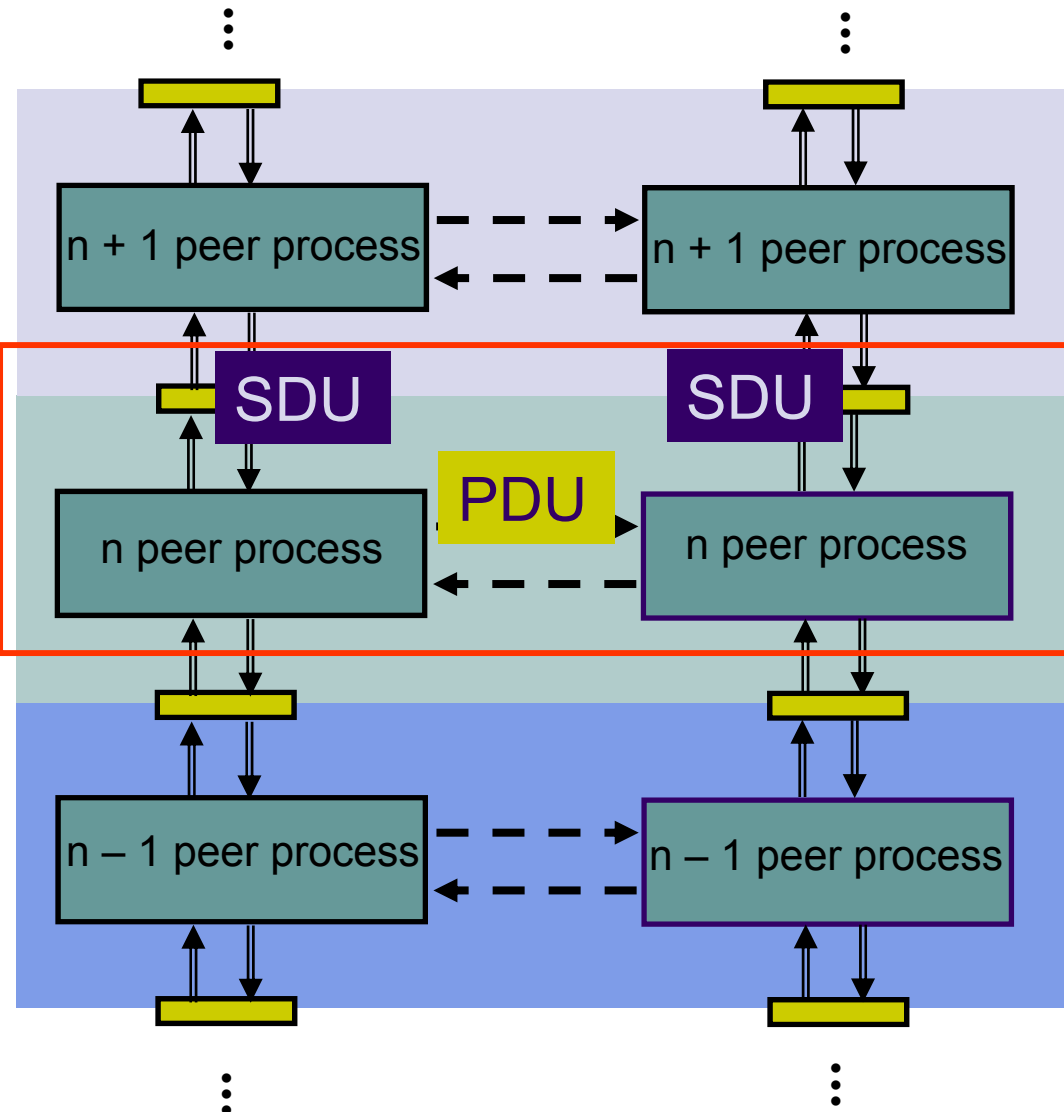 n + 1 peer process
n + 1 peer process
SDU
SDU
PDU
n peer process
n peer process
n – 1 peer process
n – 1 peer process